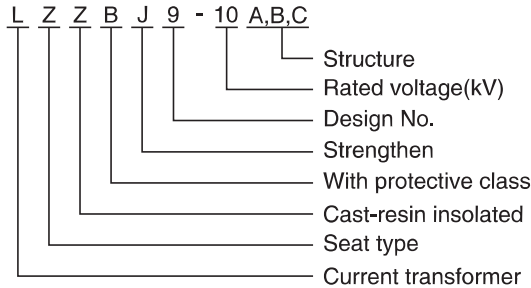 L Z Z B J 9 - 10 A,B,C
Structure
Rated voltage(kV)
Design No.
Strengthen
With protective class
Cast-resin insolated
Seat type
Current transformer